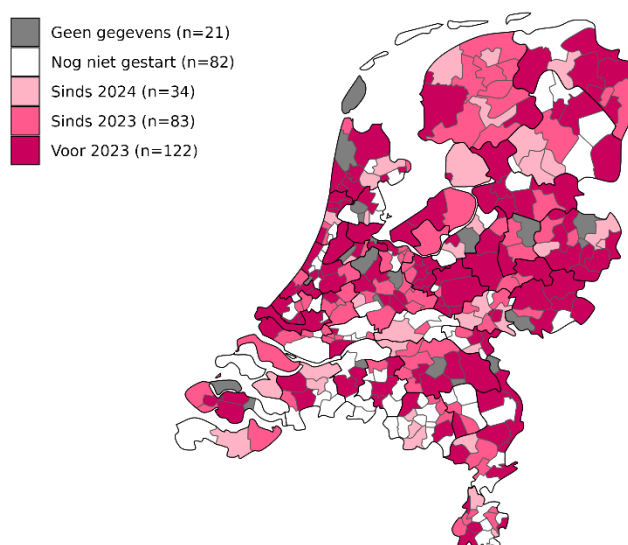 Geen gegevens (n=21)
Nog niet gestart (n=82)
Sinds 2024 (n=34)
Sinds 2023 (n=83)
Voor 2023 (n=122)